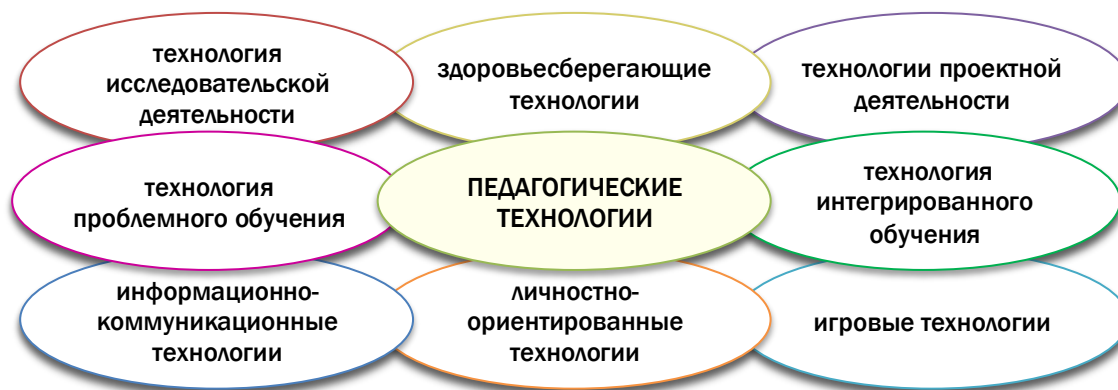 технология
исследовательской
деятельности
здоровьесберегающие
технологии
технологии проектной
деятельности
технология
проблемного обучения
ПЕДАГОГИЧЕСКИЕ
ТЕХНОЛОГИИ
технология
интегрированного
обучения
информационно-
коммуникационные
технологии
личностно-
ориентированные
технологии
игровые технологии